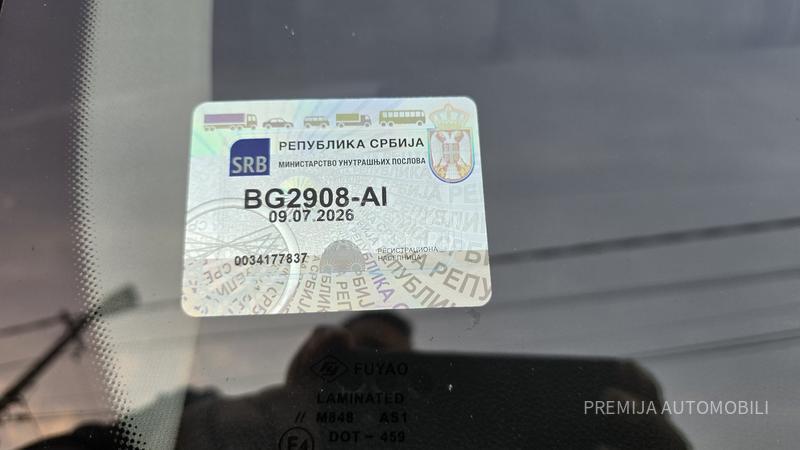 РЕПУБЛИКА СРБИЈА
SRB
МИНИСТАРСТВО УНУТРАШЊИХ ПОСЛОВА
BG2908-AI
09.07.2026
0034177837
РЕГИСТРАЦИОНА
НАЛЕПНИЦА
FUYAO
LAMINATED
// M848 AS1
DOT - 459
E4
PREMIJA AUTOMOBILI